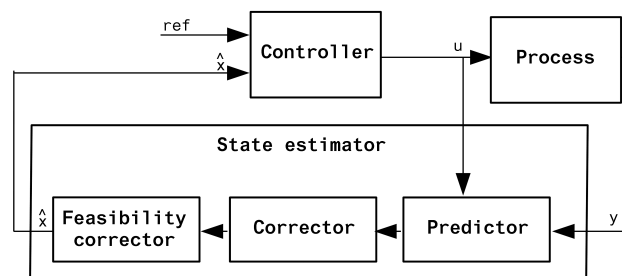 ref
Controller
x̂
u
Process
State estimator
x̂
Feasibility
corrector
Corrector
Predictor
y